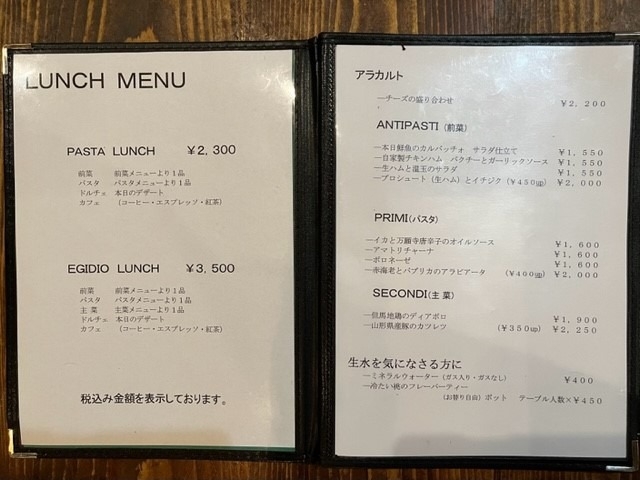 LUNCH MENU
PASTA LUNCH ￥2,300
前菜 前菜メニューより1品
パスタ パスタメニューより1品
ドルチェ 本日のデザート
カフェ (コーヒー・エスプレッソ・紅茶)
EGIDIO LUNCH ￥3,500
前菜 前菜メニューより1品
パスタ パスタメニューより1品
主菜 主菜メニューより1品
ドルチェ 本日のデザート
カフェ (コーヒー・エスプレッソ・紅茶)
税込み金額を表示しております。
アラカルト
―チーズの盛り合わせ ￥2,200
ANTIPASTI (前菜)
―本日鮮魚のカルパッチョ サラダ仕立て ￥1,550
―自家製チキンハム パクチーとガーリックソース ￥1,550
―生ハムと温玉のサラダ ￥1,550
―プロシュート(生ハム)とイチジク (￥450up) ￥2,000
PRIMI(パスタ)
―イカと万願寺唐辛子のオイルソース ￥1,600
―アマトリチャーナ ￥1,600
―ボロネーゼ ￥1,600
―赤海老とパプリカのアラビアータ (￥400up) ￥2,000
SECONDI(主菜)
―但馬地鶏のディアボロ ￥1,900
―山形県産豚のカツレツ (￥350up) ￥2,250
生水を気になさる方に
―ミネラルウォーター(ガス入り・ガスなし) ￥400
―冷たい桃のフレーバーティー
(お替り自由)ポット テーブル人数×￥450